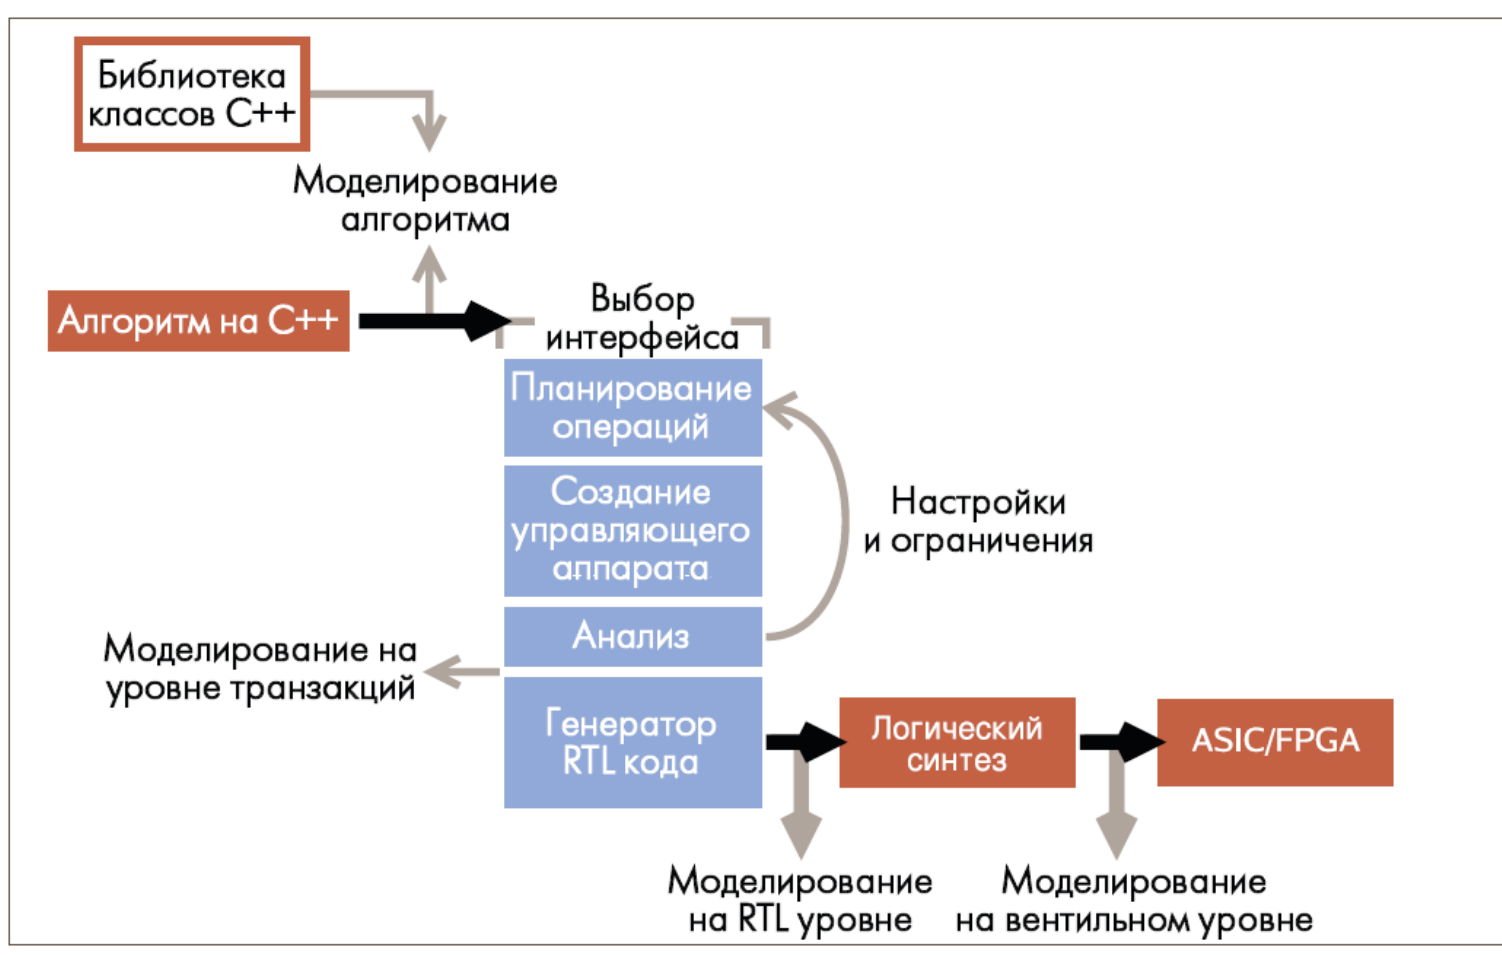 Библиотека
классов C++
Моделирование
алгоритма
Алгоритм на C++
Выбор
интерфейса
Планирование
операций
Создание
управляющего
аппарата
Анализ
Настройки
и ограничения
Моделирование на
уровне транзакций
Генератор
RTL кода
Логический
синтез
ASIC/FPGA
Моделирование
на RTL уровне
Моделирование
на вентильном уровне